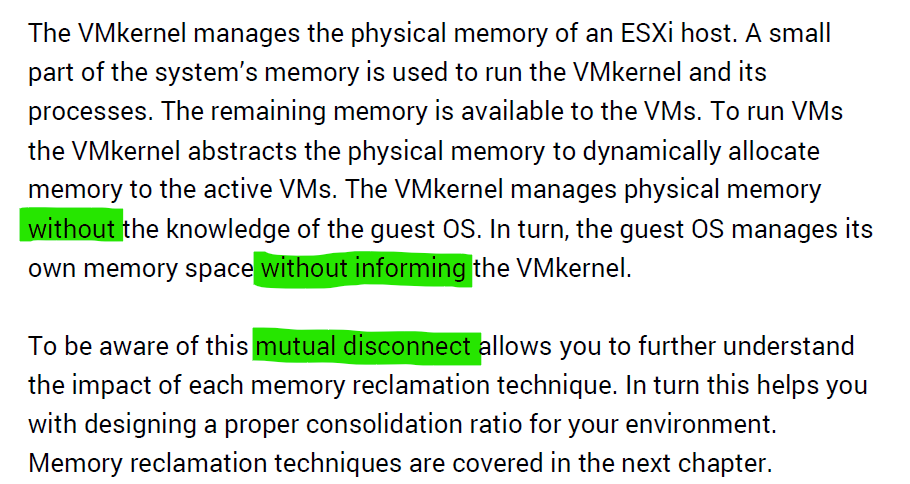 The VMkernel manages the physical memory of an ESXi host. A small
part of the system’s memory is used to run the VMkernel and its
processes. The remaining memory is available to the VMs. To run VMs
the VMkernel abstracts the physical memory to dynamically allocate
memory to the active VMs. The VMkernel manages physical memory
without the knowledge of the guest OS. In turn, the guest OS manages its
own memory space without informing the VMkernel.
To be aware of this mutual disconnect allows you to further understand
the impact of each memory reclamation technique. In turn this helps you
with designing a proper consolidation ratio for your environment.
Memory reclamation techniques are covered in the next chapter.